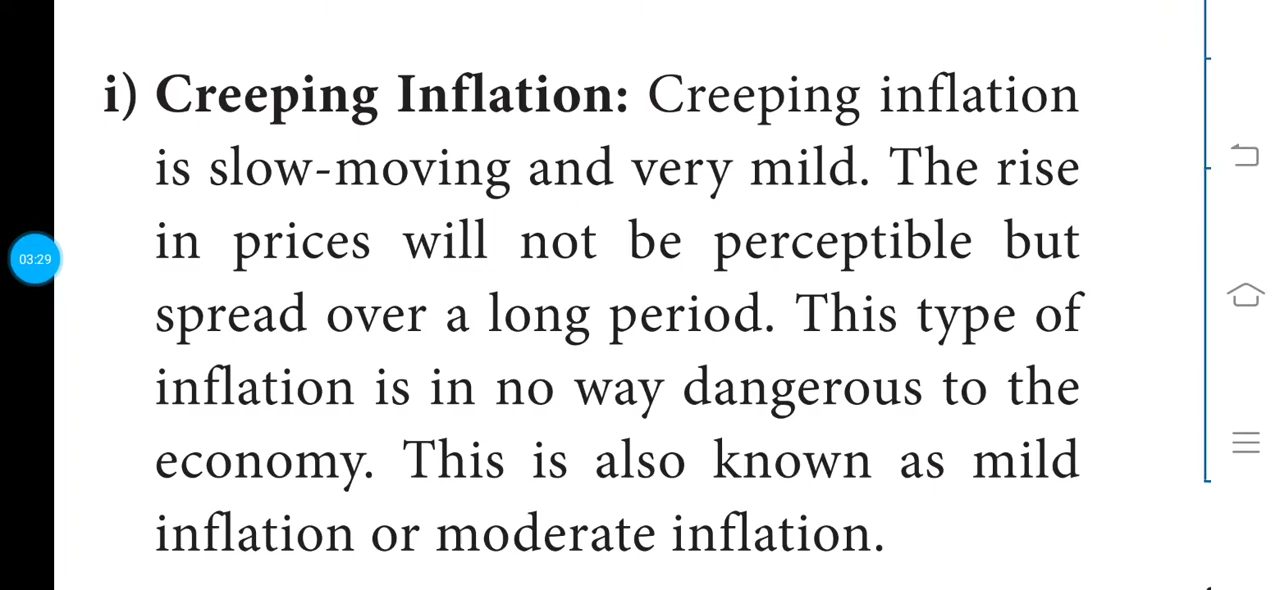 i) Creeping Inflation: Creeping inflation
is slow-moving and very mild. The rise
in prices will not be perceptible but
03:29
spread over a long period. This type of
inflation is in no way dangerous to the
economy. This is also known as mild
inflation or moderate inflation.